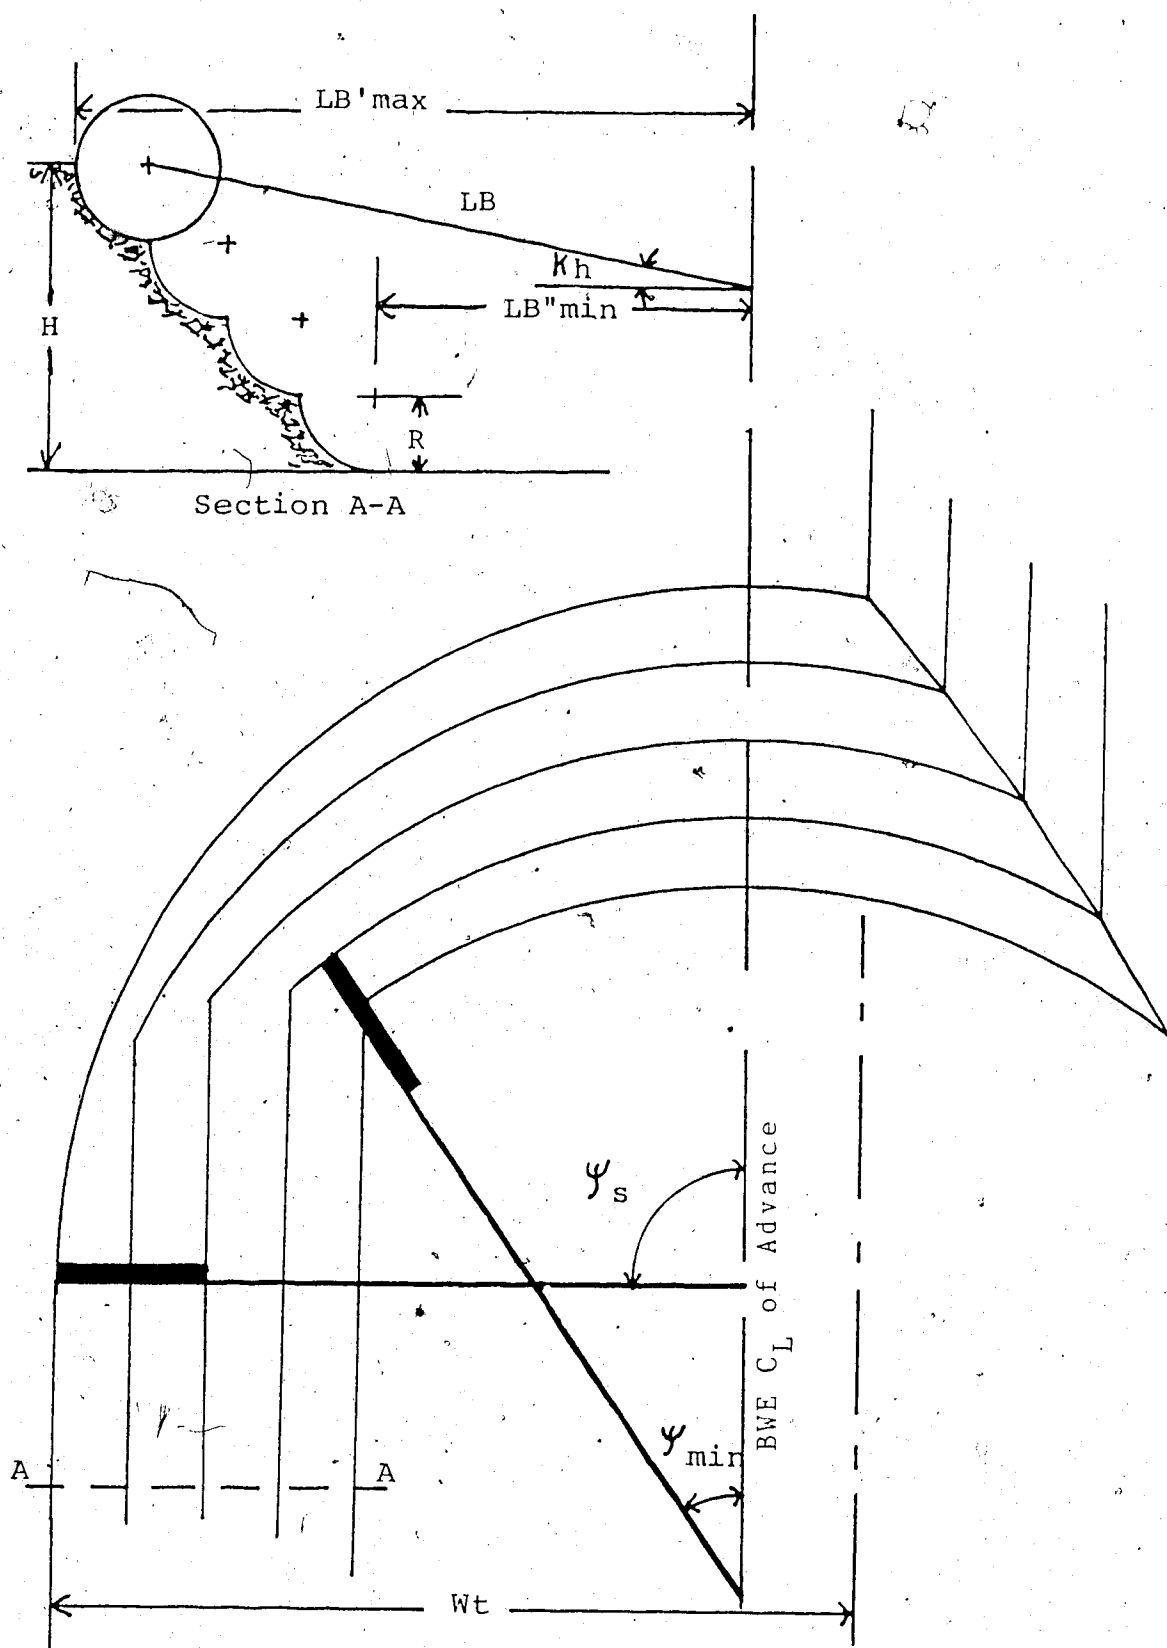 LB'max
LB
Kh
LB"min
H
R
Section A-A
ψs
BWE CL of Advance
ψmin
A
A
Wt